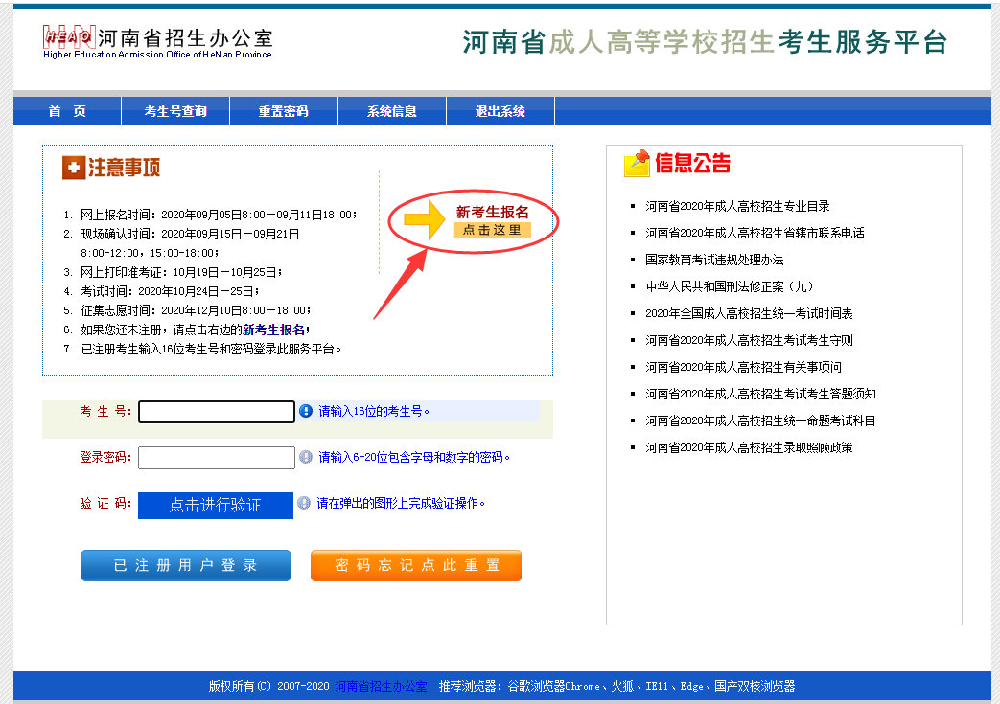 HEAO 河南省招生办公室
Higher Education Admission Office of HeNan Province
河南省成人高等学校招生考生服务平台
首 页 考生号查询 重置密码 系统信息 退出系统
注意事项
1. 网上报名时间：2020年09月05日8:00—09月11日18:00；
2. 现场确认时间：2020年09月15日—09月21日
8:00-12:00，15:00-18:00；
3. 网上打印准考证：10月19日—10月25日；
4. 考试时间：2020年10月24日—25日；
5. 征集志愿时间：2020年12月10日8:00—18:00；
6. 如果您还未注册，请点击右边的新考生报名；
7. 已注册考生输入16位考生号和密码登录此服务平台。
新考生报名
点击这里
考 生 号： 请输入16位的考生号。
登录密码： 请输入6-20位包含字母和数字的密码。
验 证 码： 点击进行验证 请在弹出的图形上完成验证操作。
已注册用户登录 密码忘记点此重置
信息公告
河南省2020年成人高校招生专业目录
河南省2020年成人高校招生省辖市联系电话
国家教育考试违规处理办法
中华人民共和国刑法修正案（九）
2020年全国成人高校招生统一考试时间表
河南省2020年成人高校招生考试考生守则
河南省2020年成人高校招生有关事项问
河南省2020年成人高校招生考试考生答题须知
河南省2020年成人高校招生统一命题考试科目
河南省2020年成人高校招生录取照顾政策
版权所有(C) 2007-2020 河南省招生办公室 推荐浏览器：谷歌浏览器Chrome、火狐、IE11、Edge、国产双核浏览器